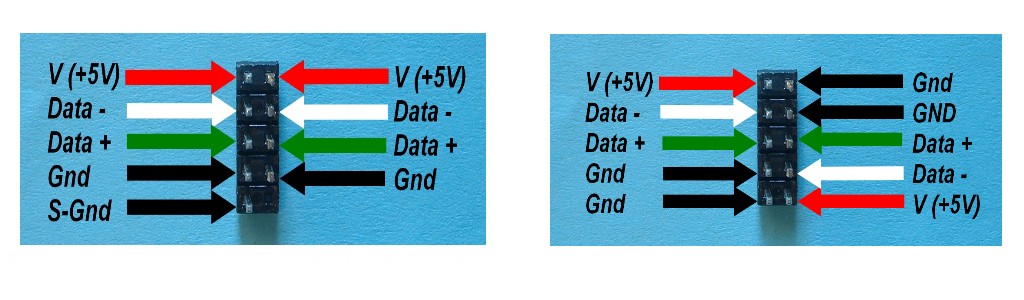 V (+5V)
Data -
Data +
Gnd
S-Gnd
V (+5V)
Data -
Data +
Gnd
V (+5V)
Data -
Data +
Gnd
Gnd
Gnd
GND
Data +
Data -
V (+5V)